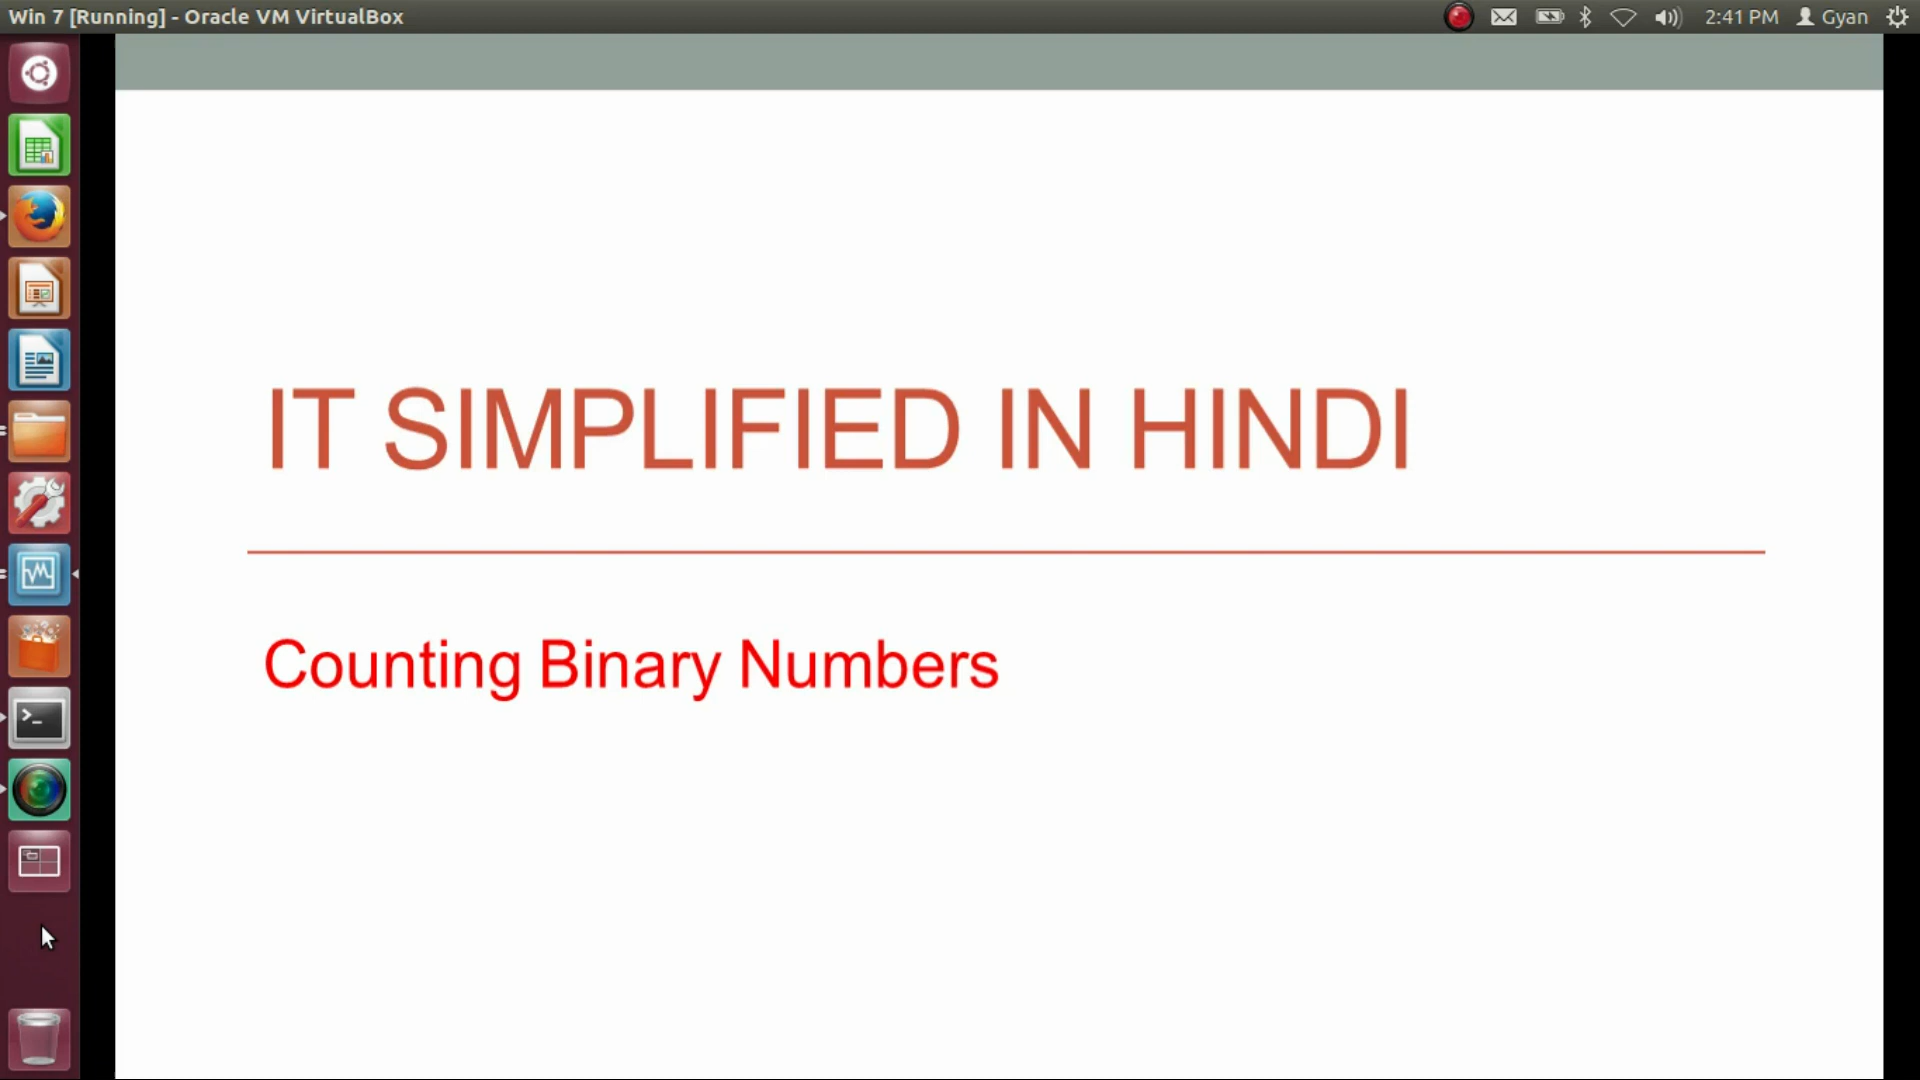 Win 7 [Running] - Oracle VM VirtualBox
2:41 PM Gyan
IT SIMPLIFIED IN HINDI
Counting Binary Numbers